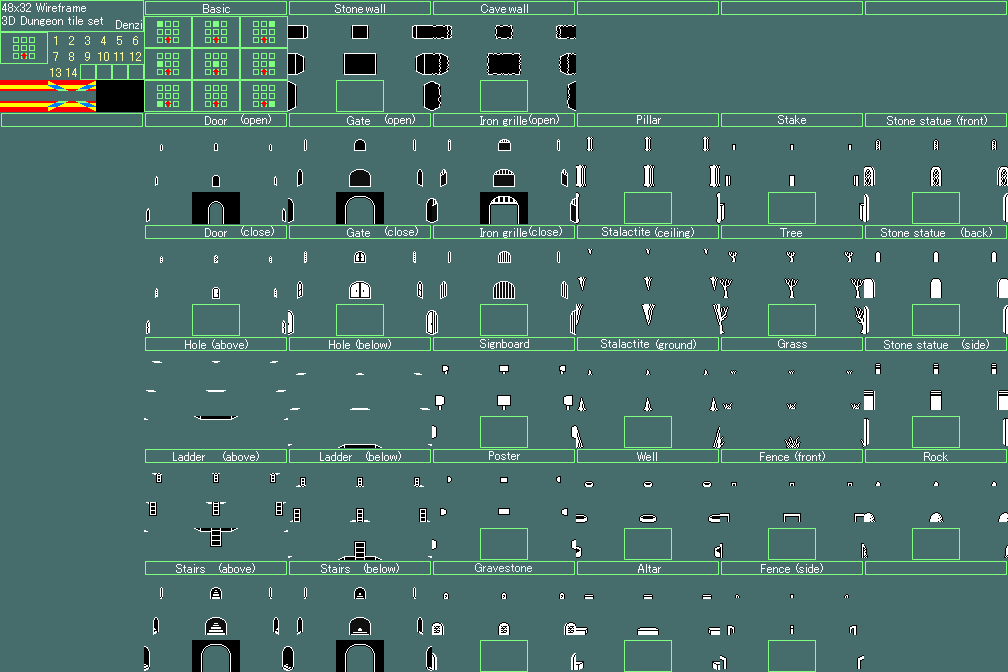 48x32 Wireframe
3D Dungeon tile set
Denzi
1 2 3 4 5 6
7 8 9 10 11 12
13 14
Basic
Stone wall
Cave wall
Door (open)
Gate (open)
Iron grille(open)
Pillar
Stake
Stone statue (front)
Door (close)
Gate (close)
Iron grille(close)
Stalactite (ceiling)
Tree
Stone statue (back)
Hole (above)
Hole (below)
Signboard
Stalactite (ground)
Grass
Stone statue (side)
Ladder (above)
Ladder (below)
Poster
Well
Fence (front)
Rock
Stairs (above)
Stairs (below)
Gravestone
Altar
Fence (side)